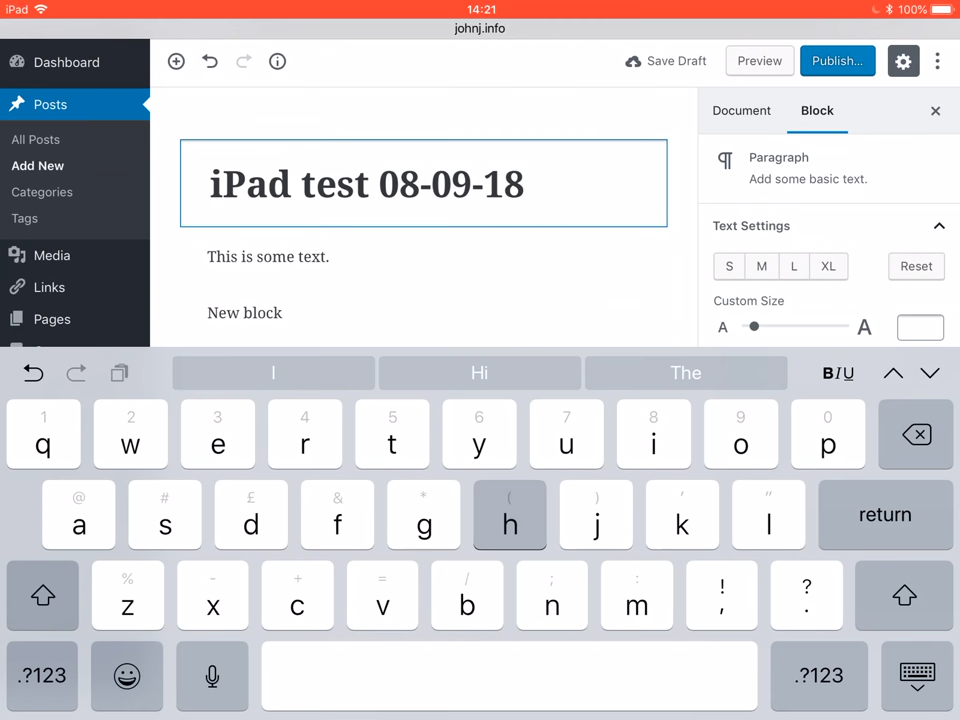 iPad 14:21 100%
johnj.info
Dashboard
Posts
All Posts
Add New
Categories
Tags
Media
Links
Pages
Save Draft Preview Publish...
iPad test 08-09-18
This is some text.
New block
Document Block
Paragraph
Add some basic text.
Text Settings
S M L XL Reset
Custom Size
A A
I Hi The BIU
1 2 3 4 5 6 7 8 9 0
q w e r t y u i o p
@ # £ & * ( ) ' "
a s d f g h j k l return
% - + = / ; : ! ?
z x c v b n m , .
.?123 .?123